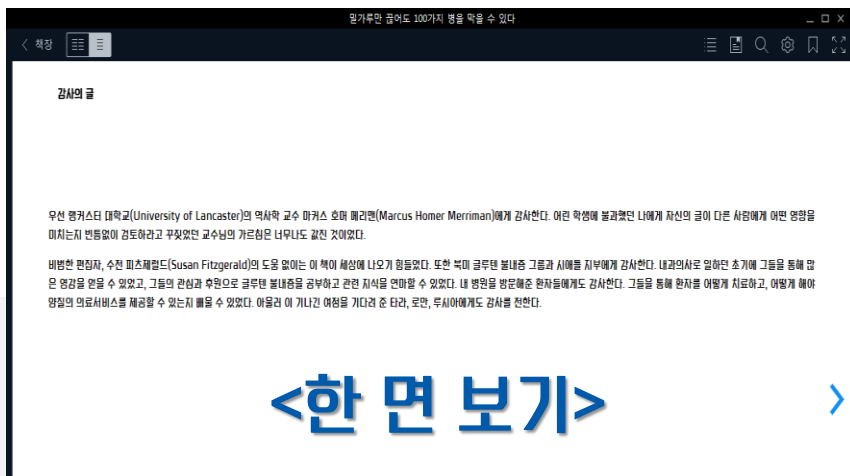 밀가루만 끊어도 100가지 병을 막을 수 있다
책장
감사의 글
우선 랭커스터 대학교(University of Lancaster)의 역사학 교수 마커스 호머 메리맨(Marcus Homer Merriman)에게 감사한다. 어린 학생에 불과했던 나에게 자신의 글이 다른 사람에게 어떤 영향을
미치는지 빈틈없이 검토하라고 꾸짖었던 교수님의 가르침은 너무나도 값진 것이었다.
비범한 편집자, 수전 피츠제럴드(Susan Fitzgerald)의 도움 없이는 이 책이 세상에 나오기 힘들었다. 또한 북미 글루텐 불내증 그룹과 시애틀 지부에게 감사한다. 내과의사로 일하던 초기에 그들을 통해 많
은 영감을 얻을 수 있었고, 그들의 관심과 후원으로 글루텐 불내증을 공부하고 관련 지식을 연마할 수 있었다. 내 병원을 방문해준 환자들에게도 감사한다. 그들을 통해 환자를 어떻게 치료하고, 어떻게 해야
양질의 의료서비스를 제공할 수 있는지 배울 수 있었다. 아울러 이 기나긴 여정을 기다려 준 타라, 로만, 루시아에게도 감사를 전한다.
<한 면 보기>